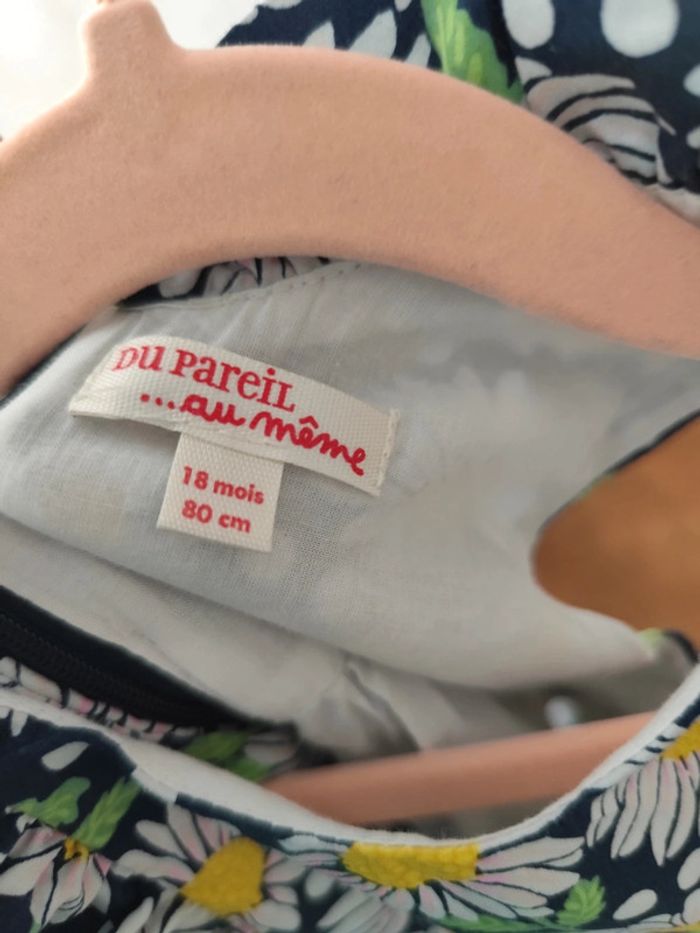 DU Pareil
...au même
18 mois
80 cm